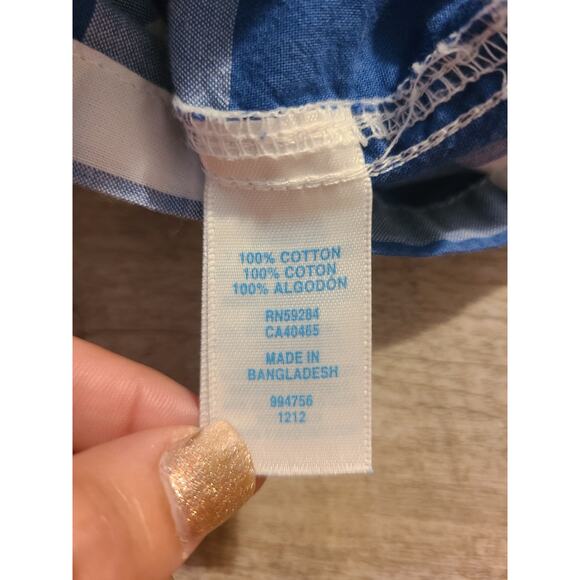 100% COTTON
100% COTON
100% ALGODÓN
RN59284
CA40465
MADE IN
BANGLADESH
994756
1212